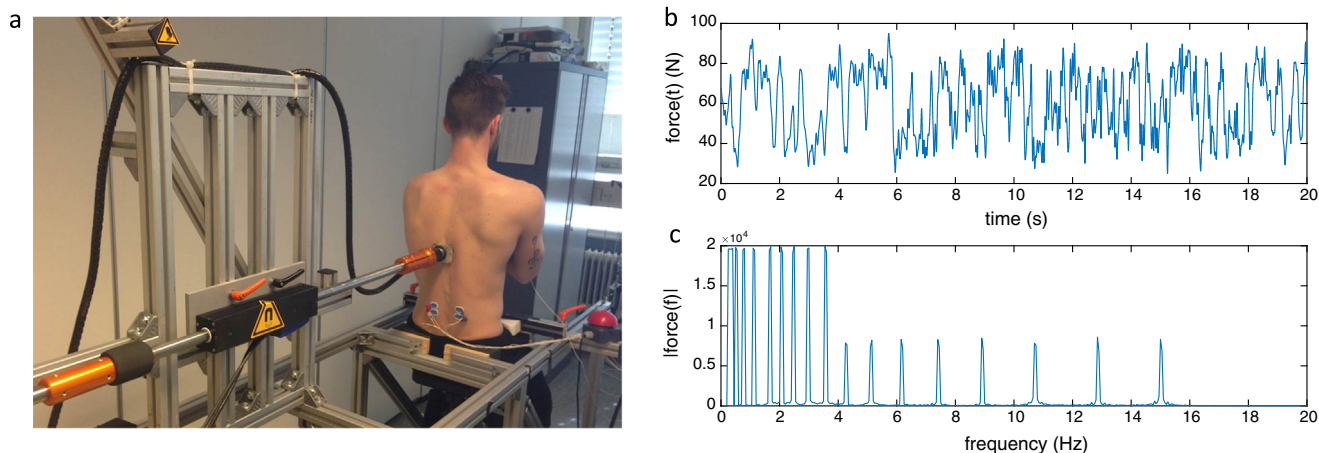 a
b
force(t) (N)
100
80
60
40
20
0 2 4 6 8 10 12 14 16 18 20
time (s)
c
×10⁴
|force(f)|
2
1.5
1
0.5
0
0 2 4 6 8 10 12 14 16 18 20
frequency (Hz)